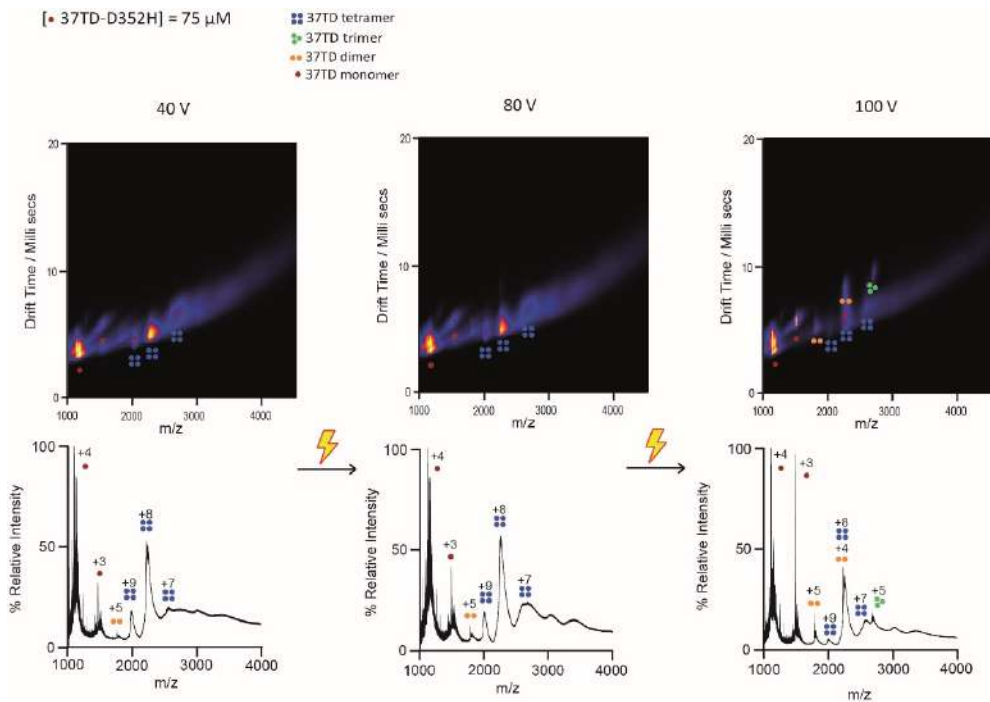 [• 37TD-D352H] = 75 µM
37TD tetramer
37TD trimer
37TD dimer
37TD monomer
40 V
80 V
100 V
Drift Time / Milli secs
20
10
0
1000 2000 3000 4000
m/z
Drift Time / Milli secs
20
10
0
1000 2000 3000 4000
m/z
Drift Time / Milli secs
20
10
0
1000 2000 3000 4000
m/z
% Relative Intensity
100
50
0
+4
+3
+5
+9
+8
+7
1000 2000 3000 4000
m/z
% Relative Intensity
100
50
0
+4
+3
+5
+9
+8
+7
1000 2000 3000 4000
m/z
% Relative Intensity
100
50
0
+4
+3
+5
+9
+8
+4
+7
+5
1000 2000 3000 4000
m/z